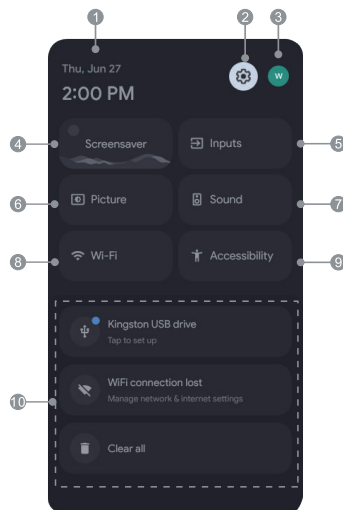 1 2 3
Thu, Jun 27
2:00 PM
W
4 Screensaver Inputs 5
6 Picture Sound 7
8 Wi-Fi Accessibility 9
Kingston USB drive
Tap to set up
WiFi connection lost
Manage network & internet settings
10
Clear all